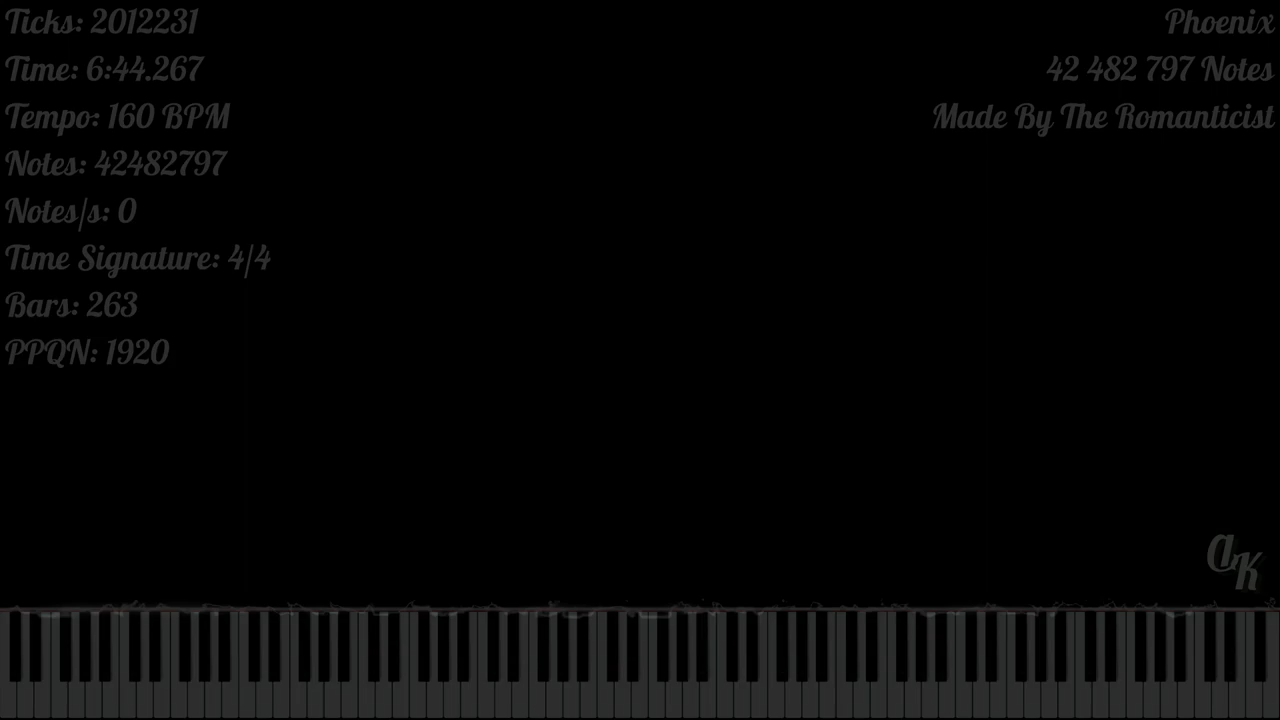 Ticks: 2012231
Time: 6:44.267
Tempo: 160 BPM
Notes: 42482797
Notes/s: 0
Time Signature: 4/4
Bars: 263
PPQN: 1920
Phoenix
42 482 797 Notes
Made By The Romanticist
aK